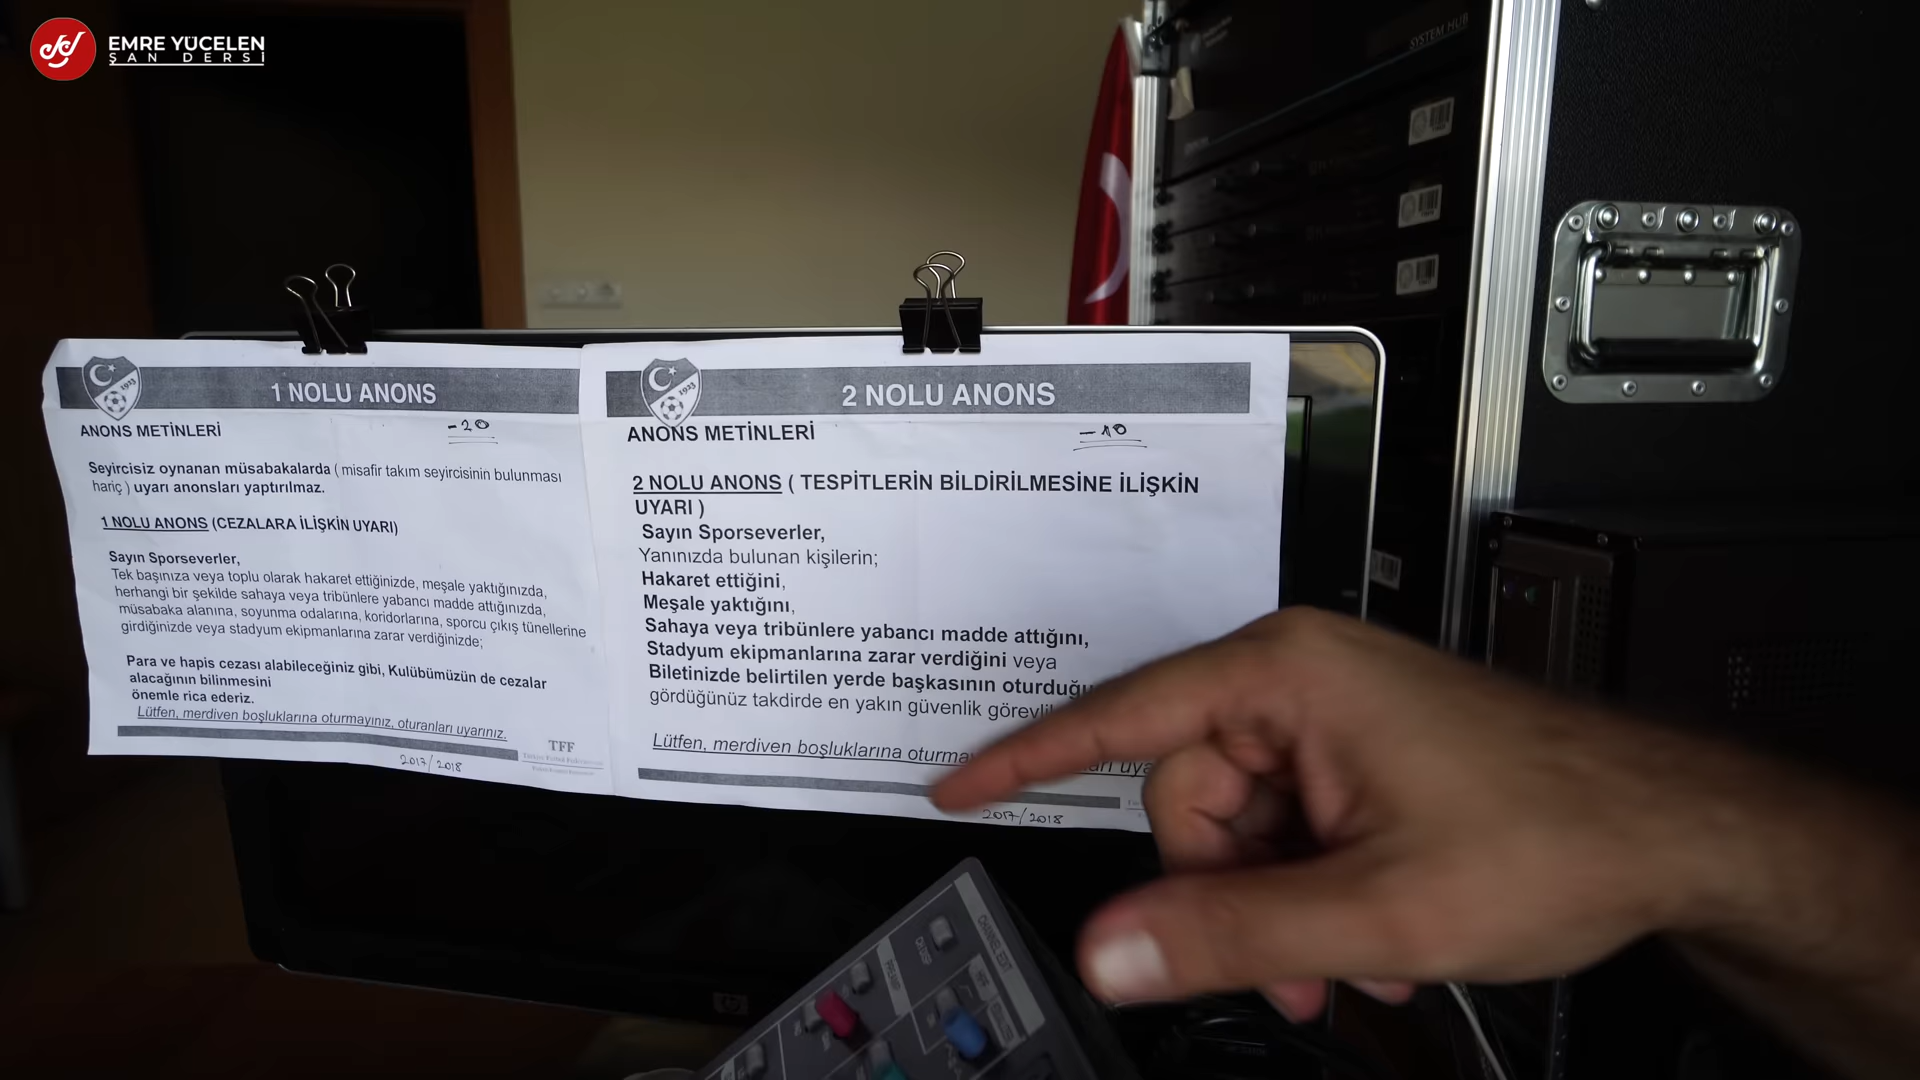 EMRE YÜCELEN
ŞAN DERSİ
SYSTEM HUB
1 NOLU ANONS
1923
ANONS METİNLERİ
-20
Seyircisiz oynanan müsabakalarda ( misafir takım seyircisinin bulunması
hariç ) uyarı anonsları yaptırılmaz.
1 NOLU ANONS (CEZALARA İLİŞKİN UYARI)
Sayın Sporseverler,
Tek başınıza veya toplu olarak hakaret ettiğinizde, meşale yaktığınızda,
herhangi bir şekilde sahaya veya tribünlere yabancı madde attığınızda,
müsabaka alanına, soyunma odalarına, koridorlarına, sporcu çıkış tünellerine
girdiğinizde veya stadyum ekipmanlarına zarar verdiğinizde;
Para ve hapis cezası alabileceğiniz gibi, Kulübümüzün de cezalar
alacağının bilinmesini
önemle rica ederiz.
Lütfen, merdiven boşluklarına oturmayınız, oturanları uyarınız.
TFF
2017/2018
2 NOLU ANONS
1923
ANONS METİNLERİ
-10
2 NOLU ANONS ( TESPİTLERİN BİLDİRİLMESİNE İLİŞKİN
UYARI )
Sayın Sporseverler,
Yanınızda bulunan kişilerin;
Hakaret ettiğini,
Meşale yaktığını,
Sahaya veya tribünlere yabancı madde attığını,
Stadyum ekipmanlarına zarar verdiğini veya
Biletinizde belirtilen yerde başkasının oturduğu
gördüğünüz takdirde en yakın güvenlik görevli
Lütfen, merdiven boşluklarına oturma
2017/2018
CHANNEL EDIT